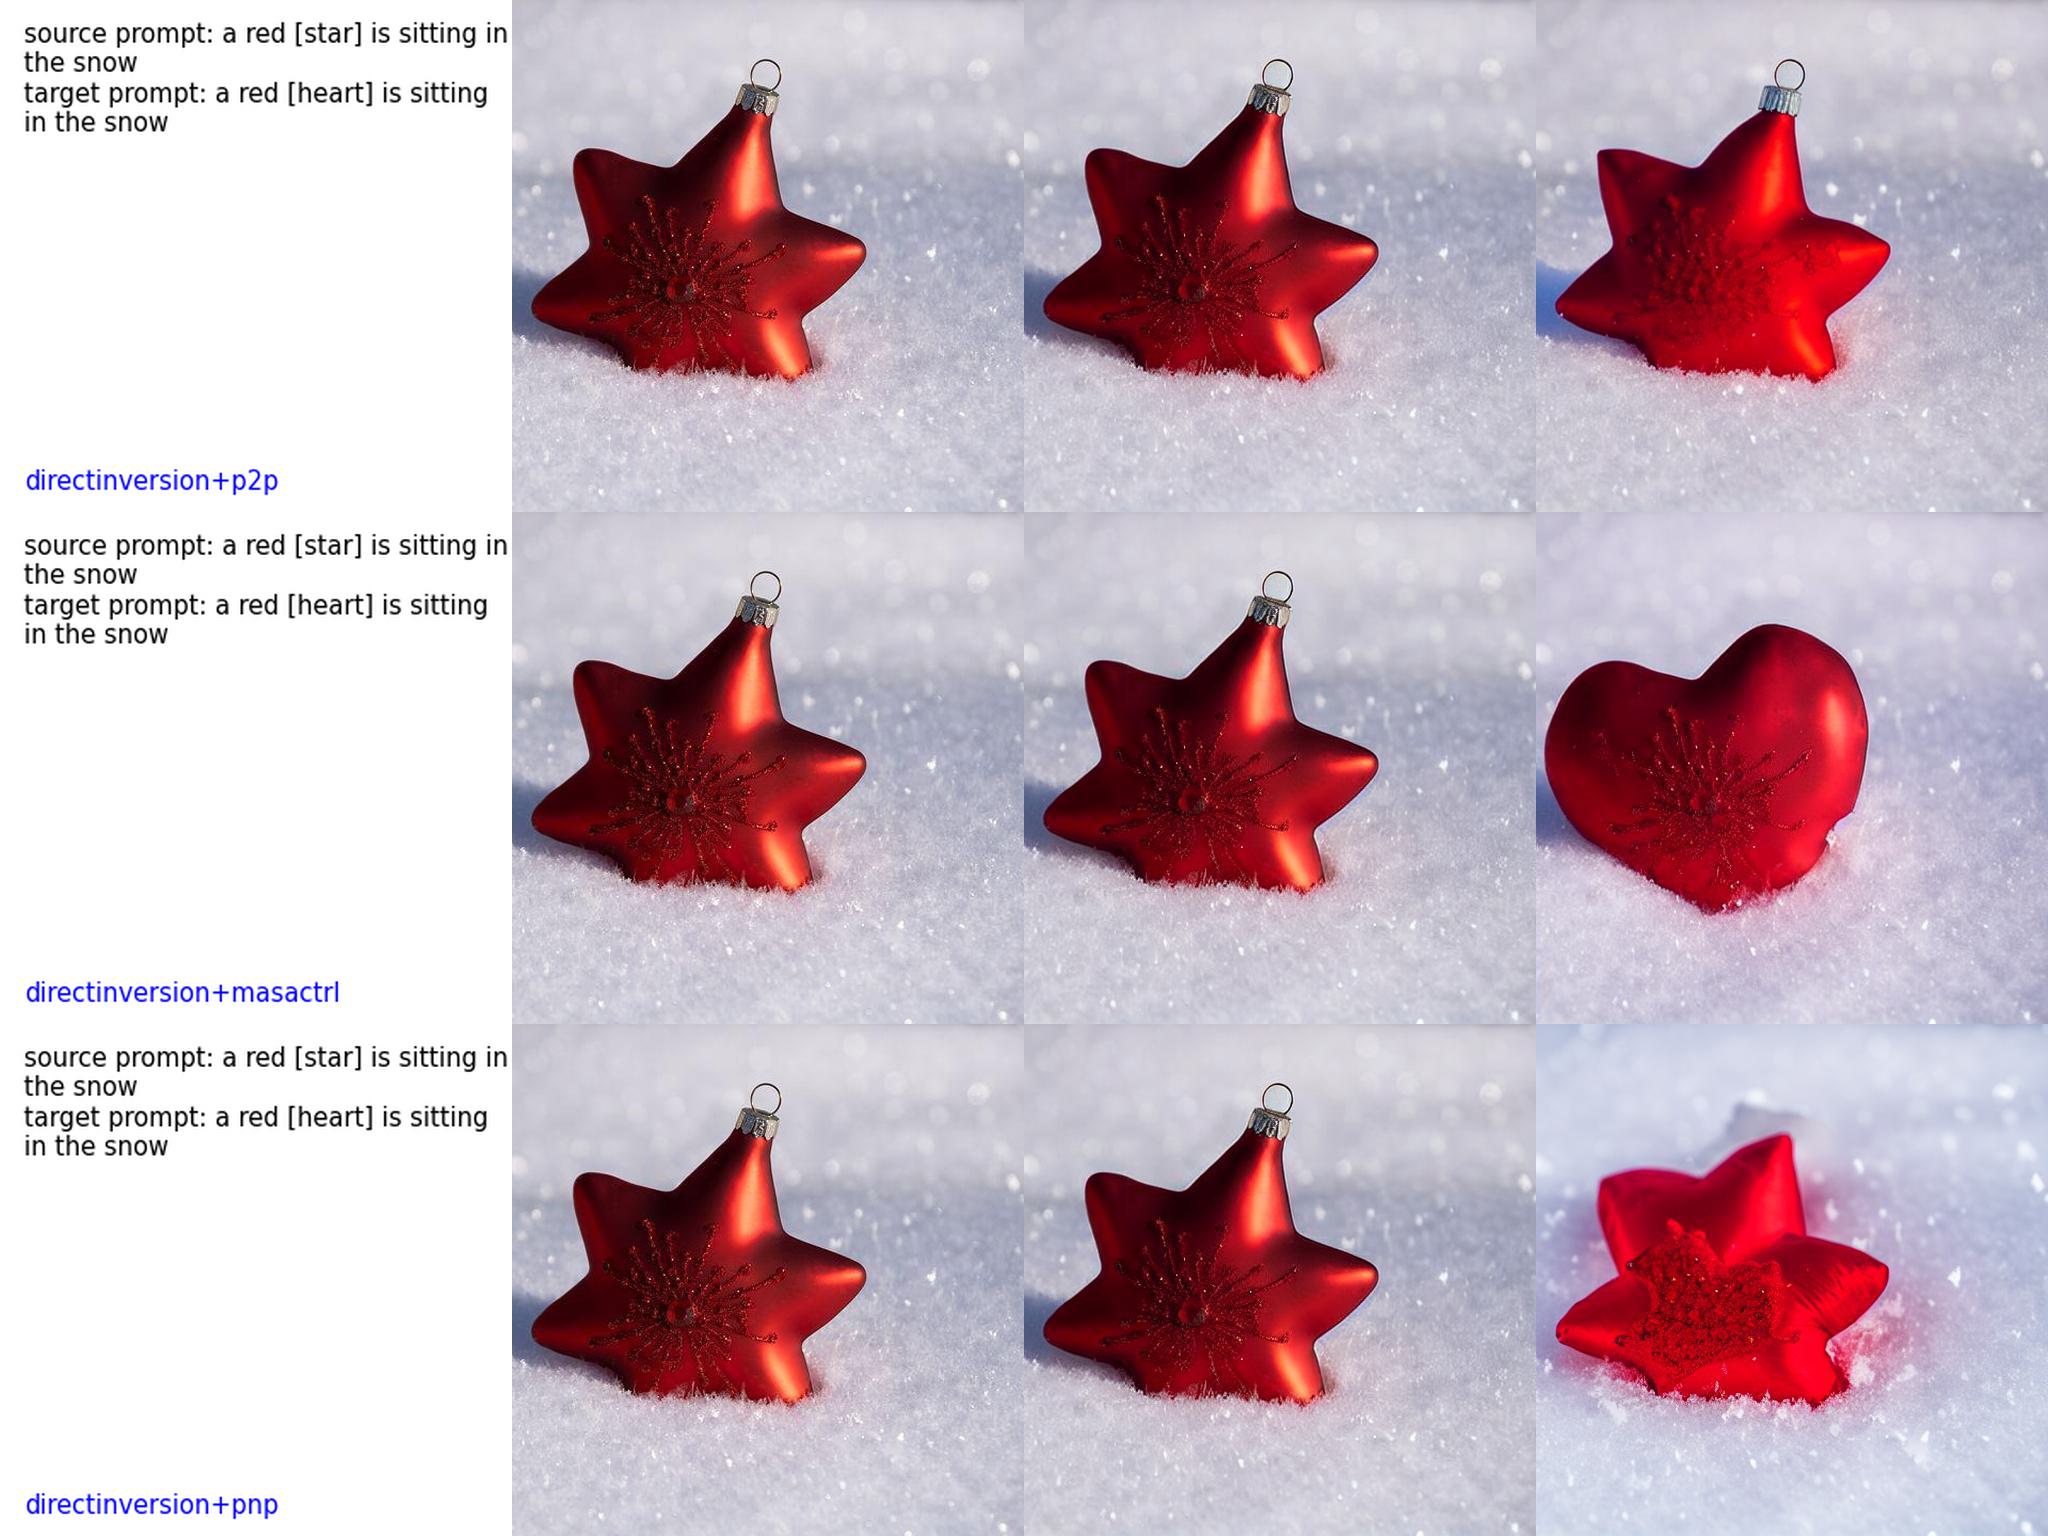 source prompt: a red [star] is sitting in
the snow
target prompt: a red [heart] is sitting
in the snow
directinversion+p2p
source prompt: a red [star] is sitting in
the snow
target prompt: a red [heart] is sitting
in the snow
directinversion+masactrl
source prompt: a red [star] is sitting in
the snow
target prompt: a red [heart] is sitting
in the snow
directinversion+pnp